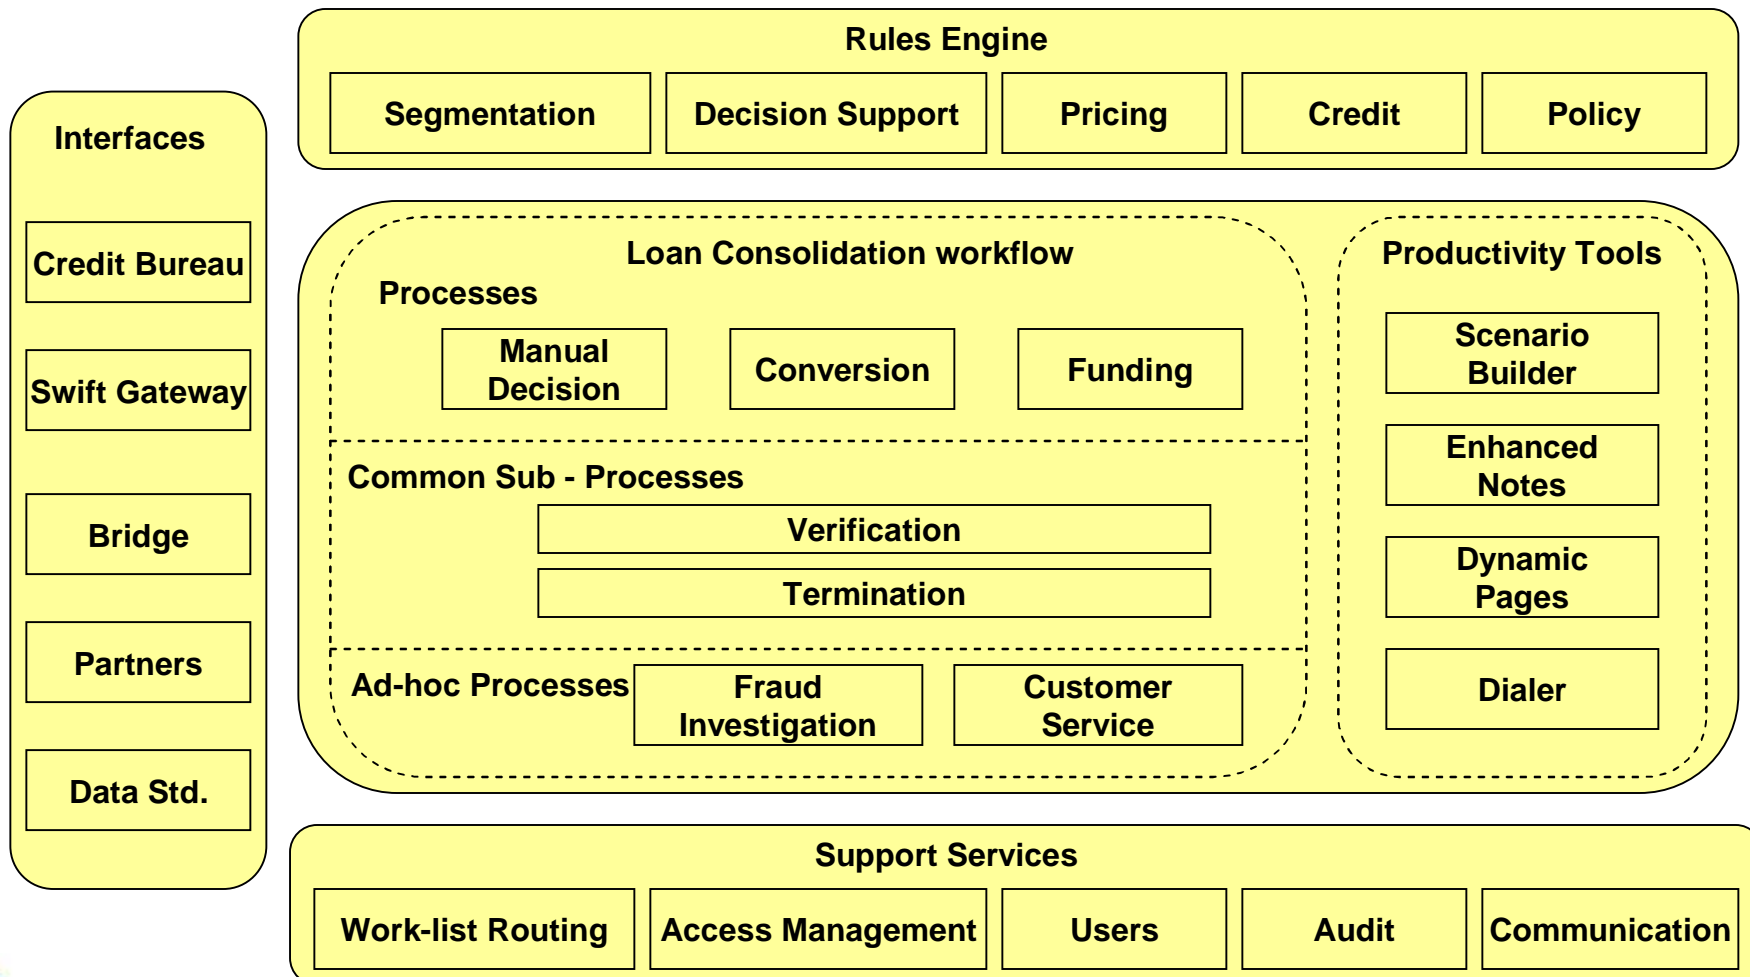 Rules Engine
Segmentation
Decision Support
Pricing
Credit
Policy
Interfaces
Credit Bureau
Swift Gateway
Bridge
Partners
Data Std.
Loan Consolidation workflow
Processes
Manual
Decision
Conversion
Funding
Common Sub - Processes
Verification
Termination
Ad-hoc Processes
Fraud
Investigation
Customer
Service
Productivity Tools
Scenario
Builder
Enhanced
Notes
Dynamic
Pages
Dialer
Support Services
Work-list Routing
Access Management
Users
Audit
Communication